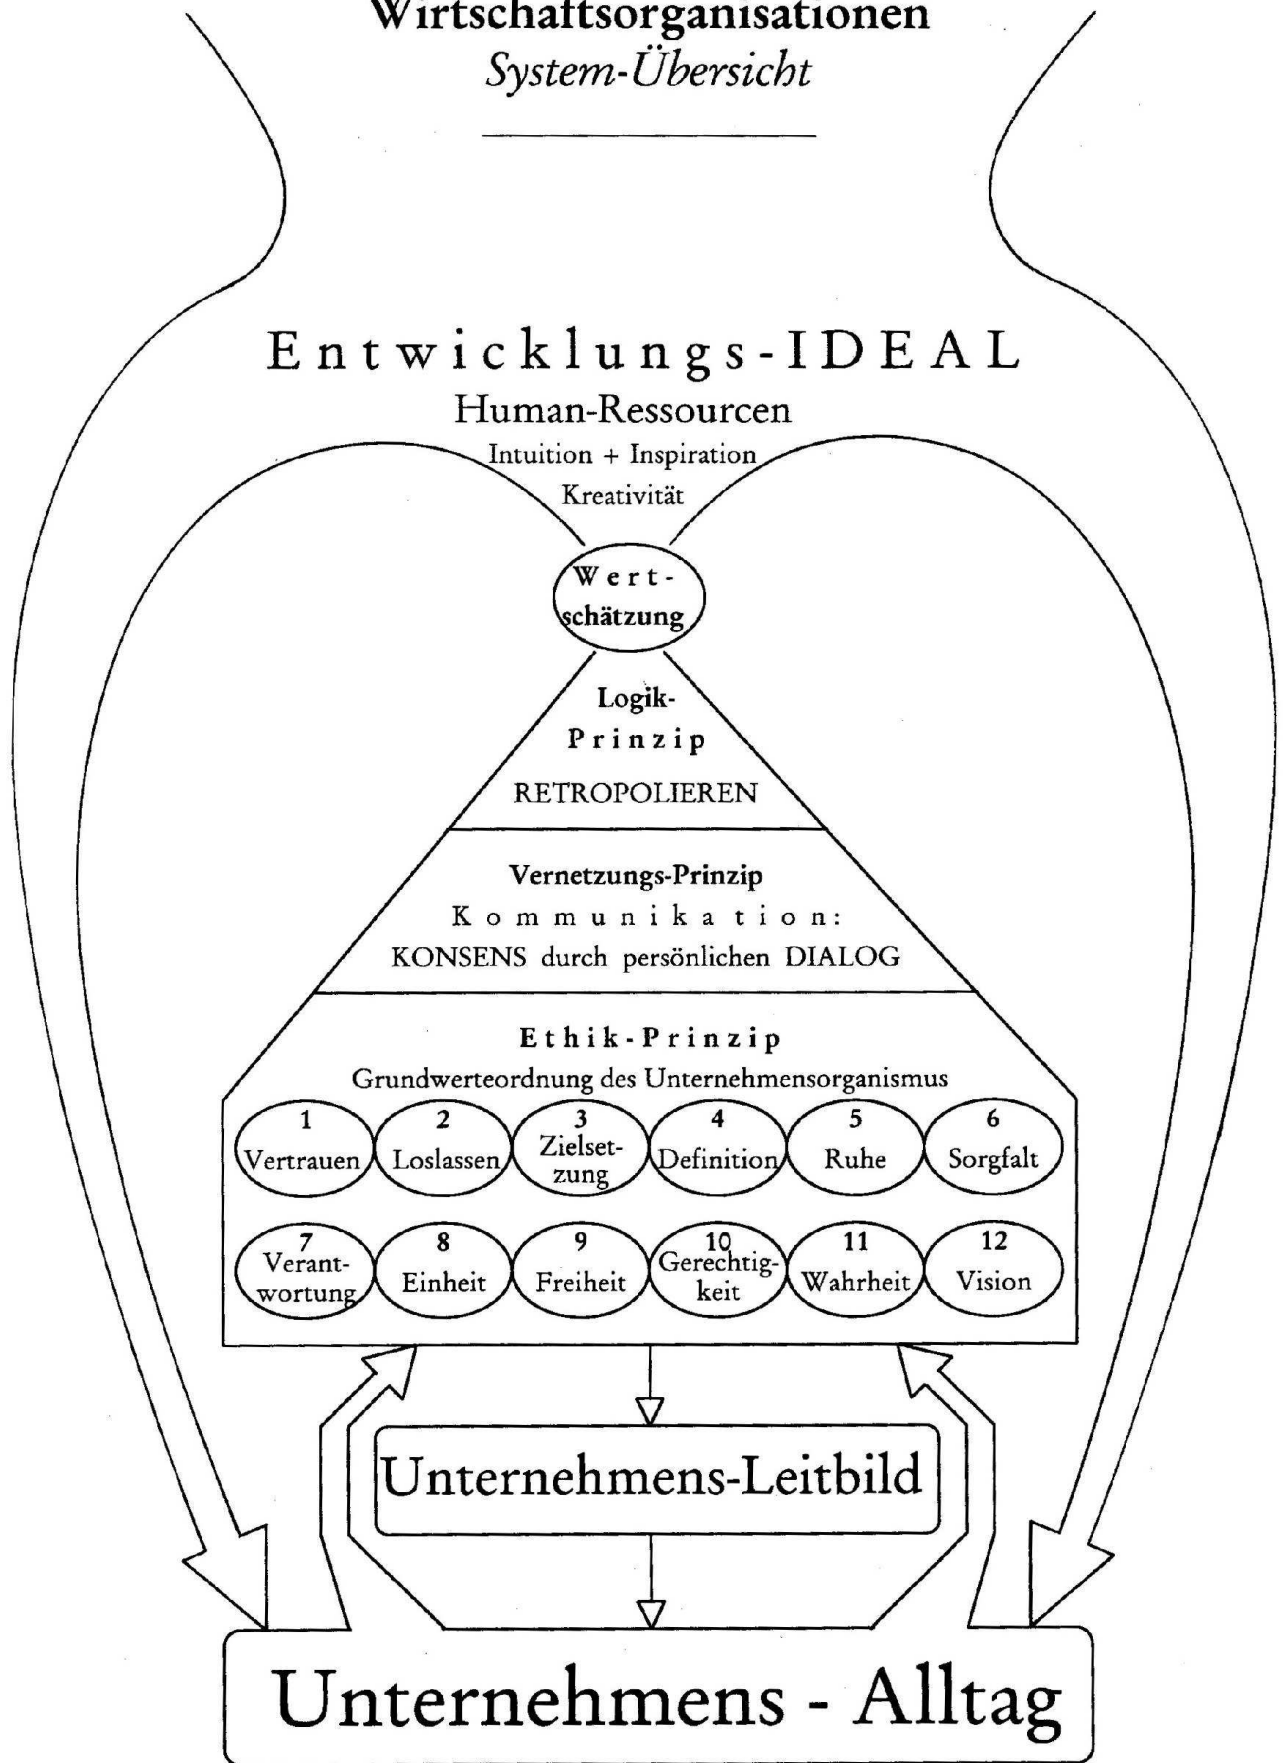 Wirtschaftsorganisationen
System-Übersicht
Entwicklungs-IDEAL
Human-Ressourcen
Intuition + Inspiration
Kreativität
Wert-
schätzung
Logik-
Prinzip
RETROPOLIEREN
Vernetzungs-Prinzip
Kommunikation:
KONSENS durch persönlichen DIALOG
Ethik-Prinzip
Grundwerteordnung des Unternehmensorganismus
1
Vertrauen
2
Loslassen
3
Zielset-
zung
4
Definition
5
Ruhe
6
Sorgfalt
7
Verant-
wortung
8
Einheit
9
Freiheit
10
Gerechtig-
keit
11
Wahrheit
12
Vision
Unternehmens-Leitbild
Unternehmens - Alltag